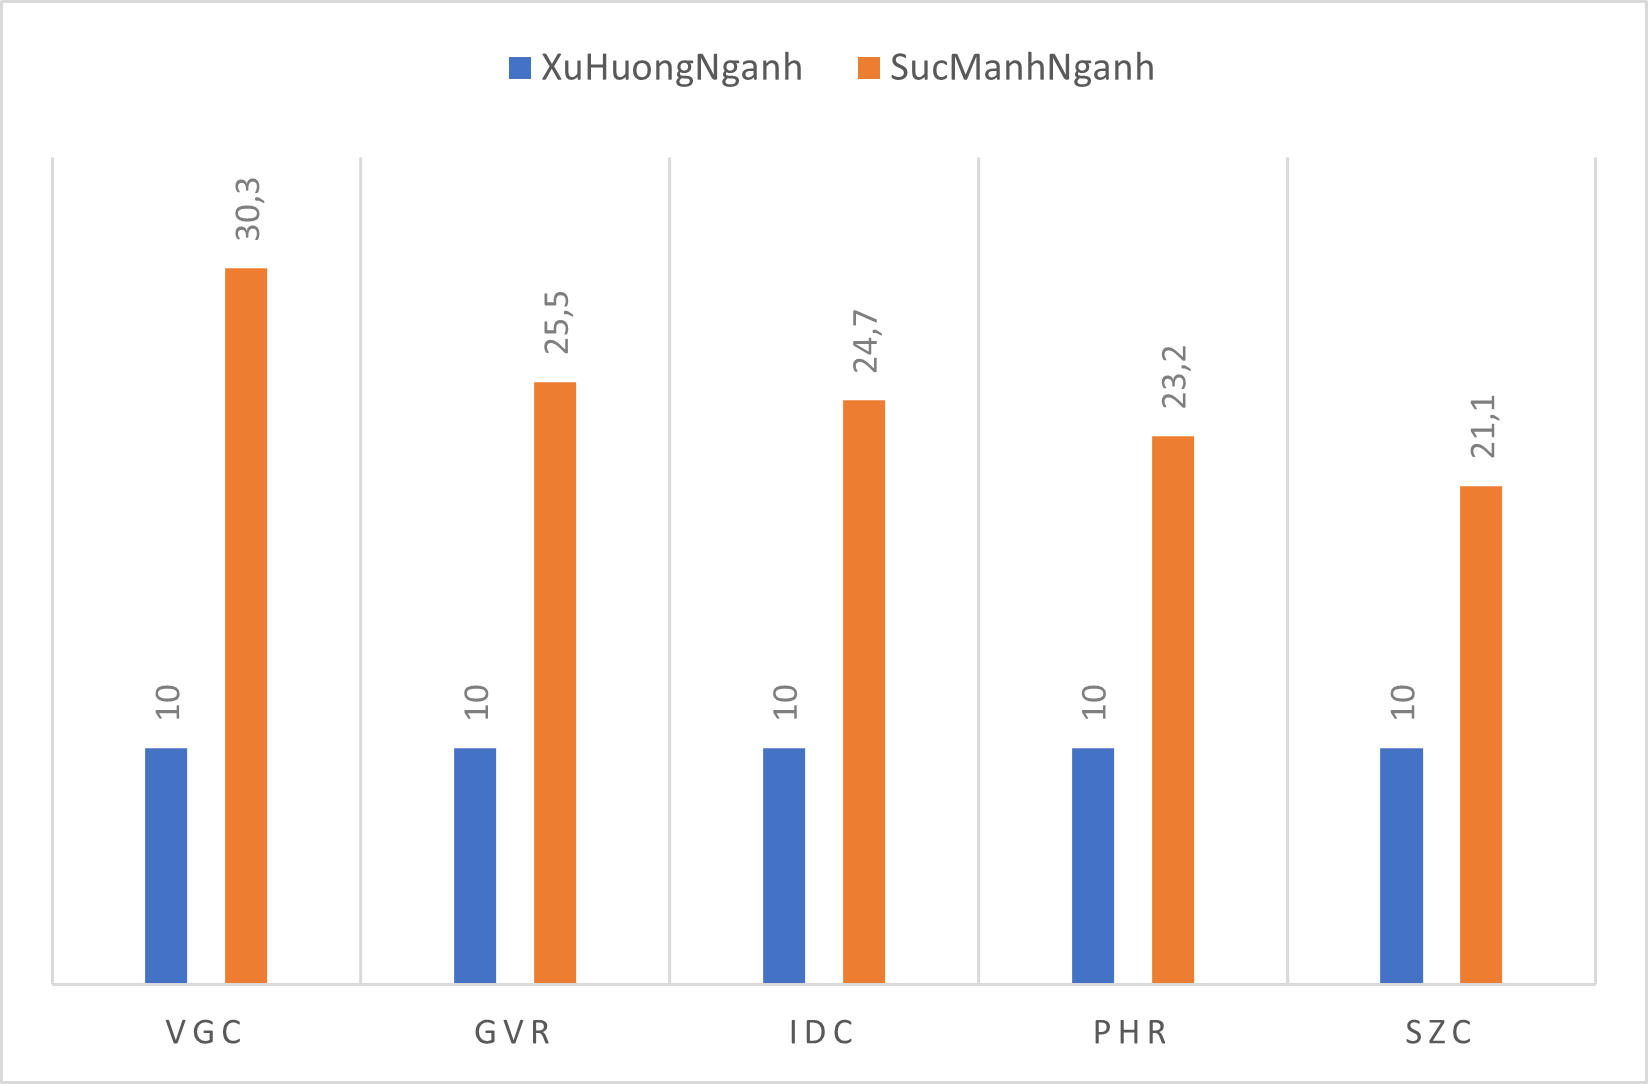 XuHuongNganh SucManhNganh
10 30,3 10 25,5 10 24,7 10 23,2 10 21,1
VGC GVR IDC PHR SZC